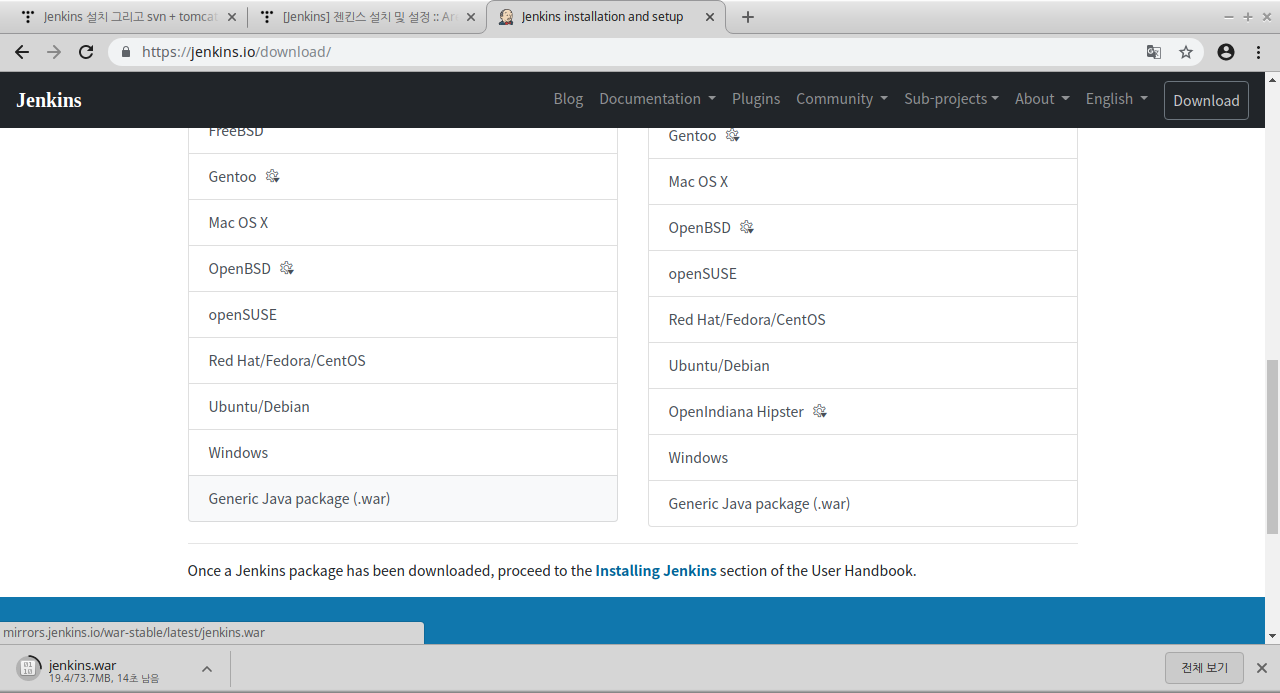 Jenkins 설치 그리고 svn + tomcat
[Jenkins] 젠킨스 설치 및 설정 :: Ar
Jenkins installation and setup
https://jenkins.io/download/
Jenkins
Blog
Documentation
Plugins
Community
Sub-projects
About
English
Download
FreeBSD
Gentoo
Mac OS X
OpenBSD
openSUSE
Red Hat/Fedora/CentOS
Ubuntu/Debian
Windows
Generic Java package (.war)
Gentoo
Mac OS X
OpenBSD
openSUSE
Red Hat/Fedora/CentOS
Ubuntu/Debian
OpenIndiana Hipster
Windows
Generic Java package (.war)
Once a Jenkins package has been downloaded, proceed to the Installing Jenkins section of the User Handbook.
mirrors.jenkins.io/war-stable/latest/jenkins.war
jenkins.war
19.4/73.7MB, 14초 남음
전체 보기